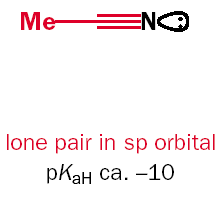 Me N
lone pair in sp orbital
pKaH ca. –10